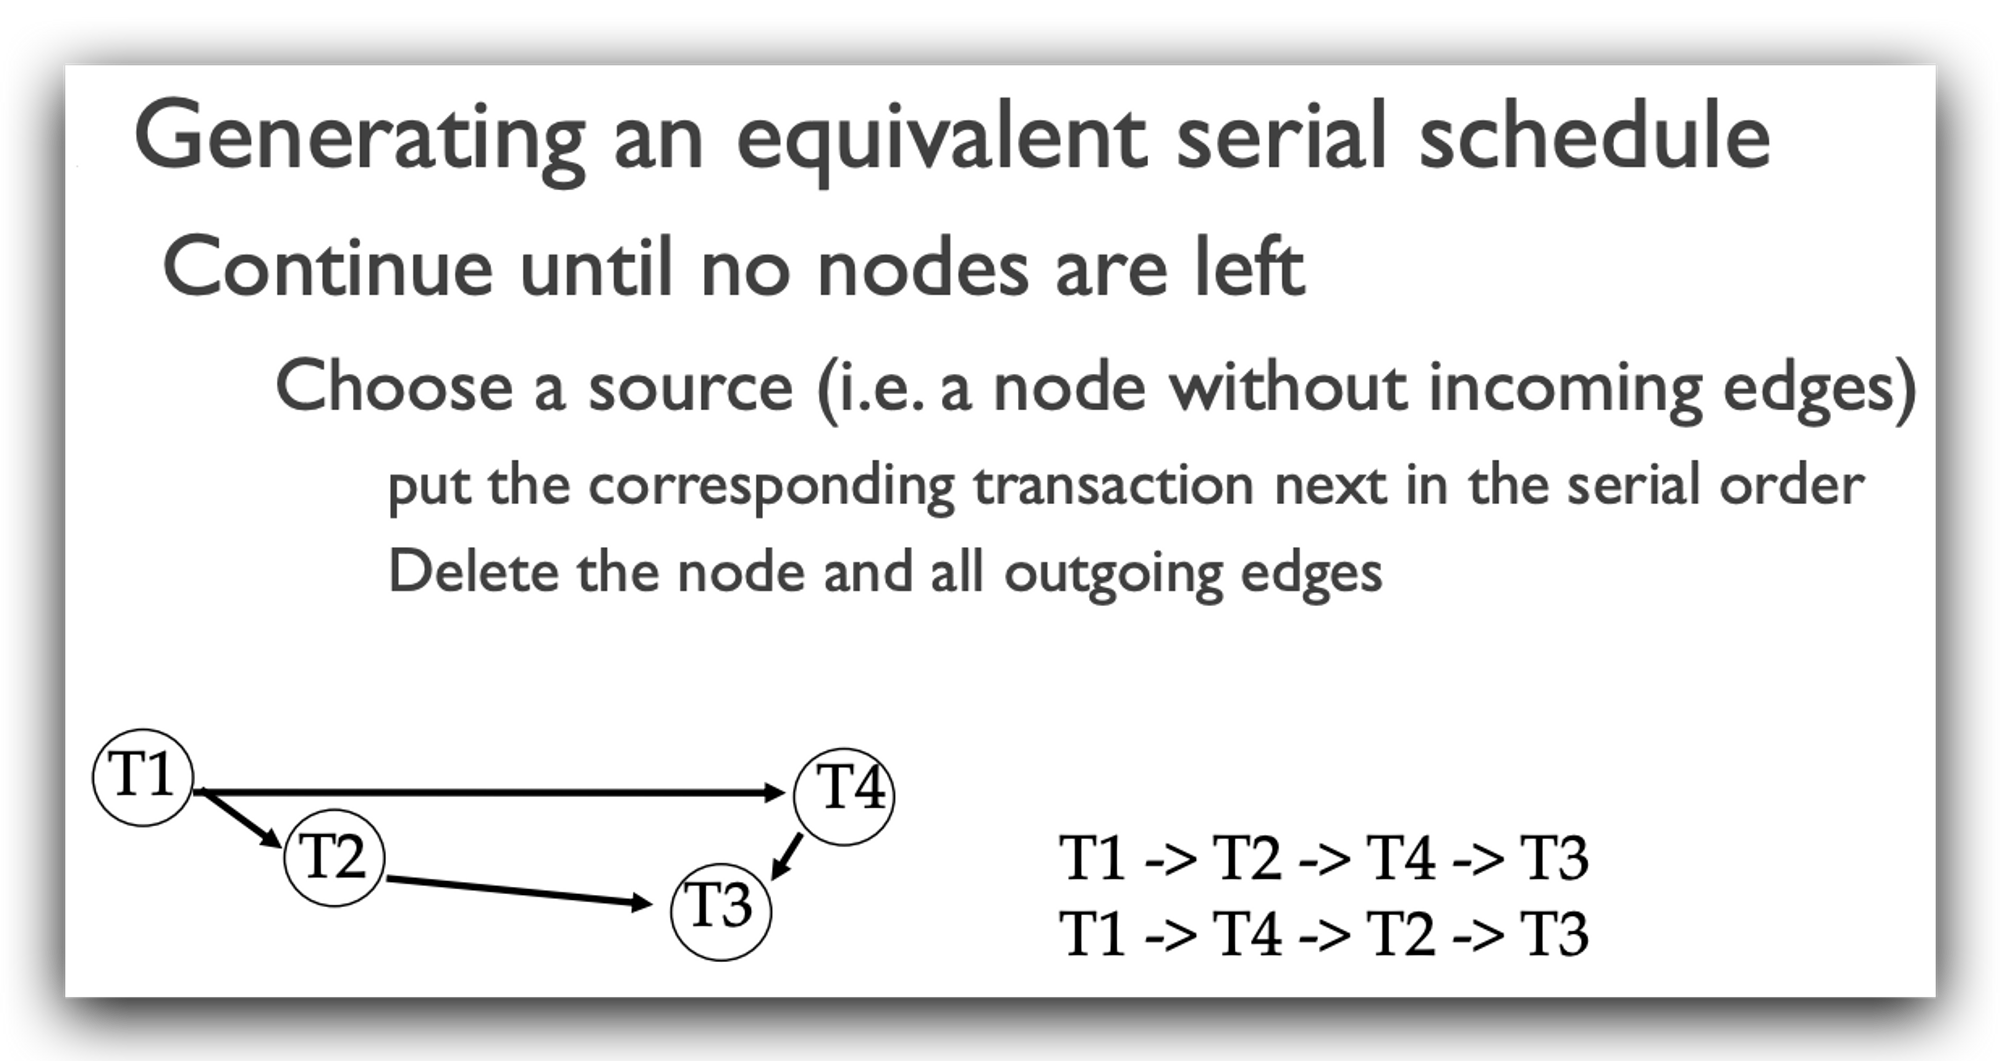 Generating an equivalent serial schedule
Continue until no nodes are left
Choose a source (i.e. a node without incoming edges)
put the corresponding transaction next in the serial order
Delete the node and all outgoing edges
T1
T4
T2
T3
T1 -> T2 -> T4 -> T3
T1 -> T4 -> T2 -> T3